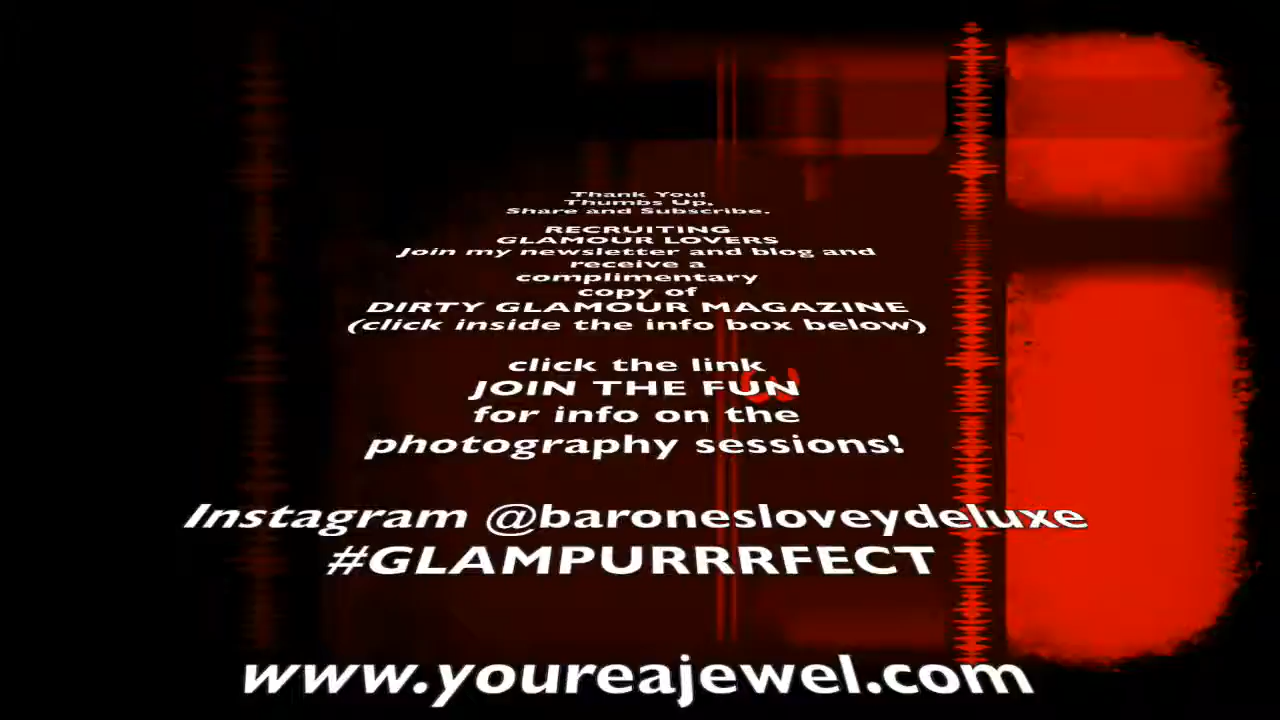 Thank You!
Thumbs Up,
Share and Subscribe.
RECRUITING
GLAMOUR LOVERS
Join my newsletter and blog and
receive a
complimentary
copy of
DIRTY GLAMOUR MAGAZINE
(click inside the info box below)
click the link
JOIN THE FUN
for info on the
photography sessions!
Instagram @baronesloveydeluxe
#GLAMPURRRFECT
www.youreajewel.com